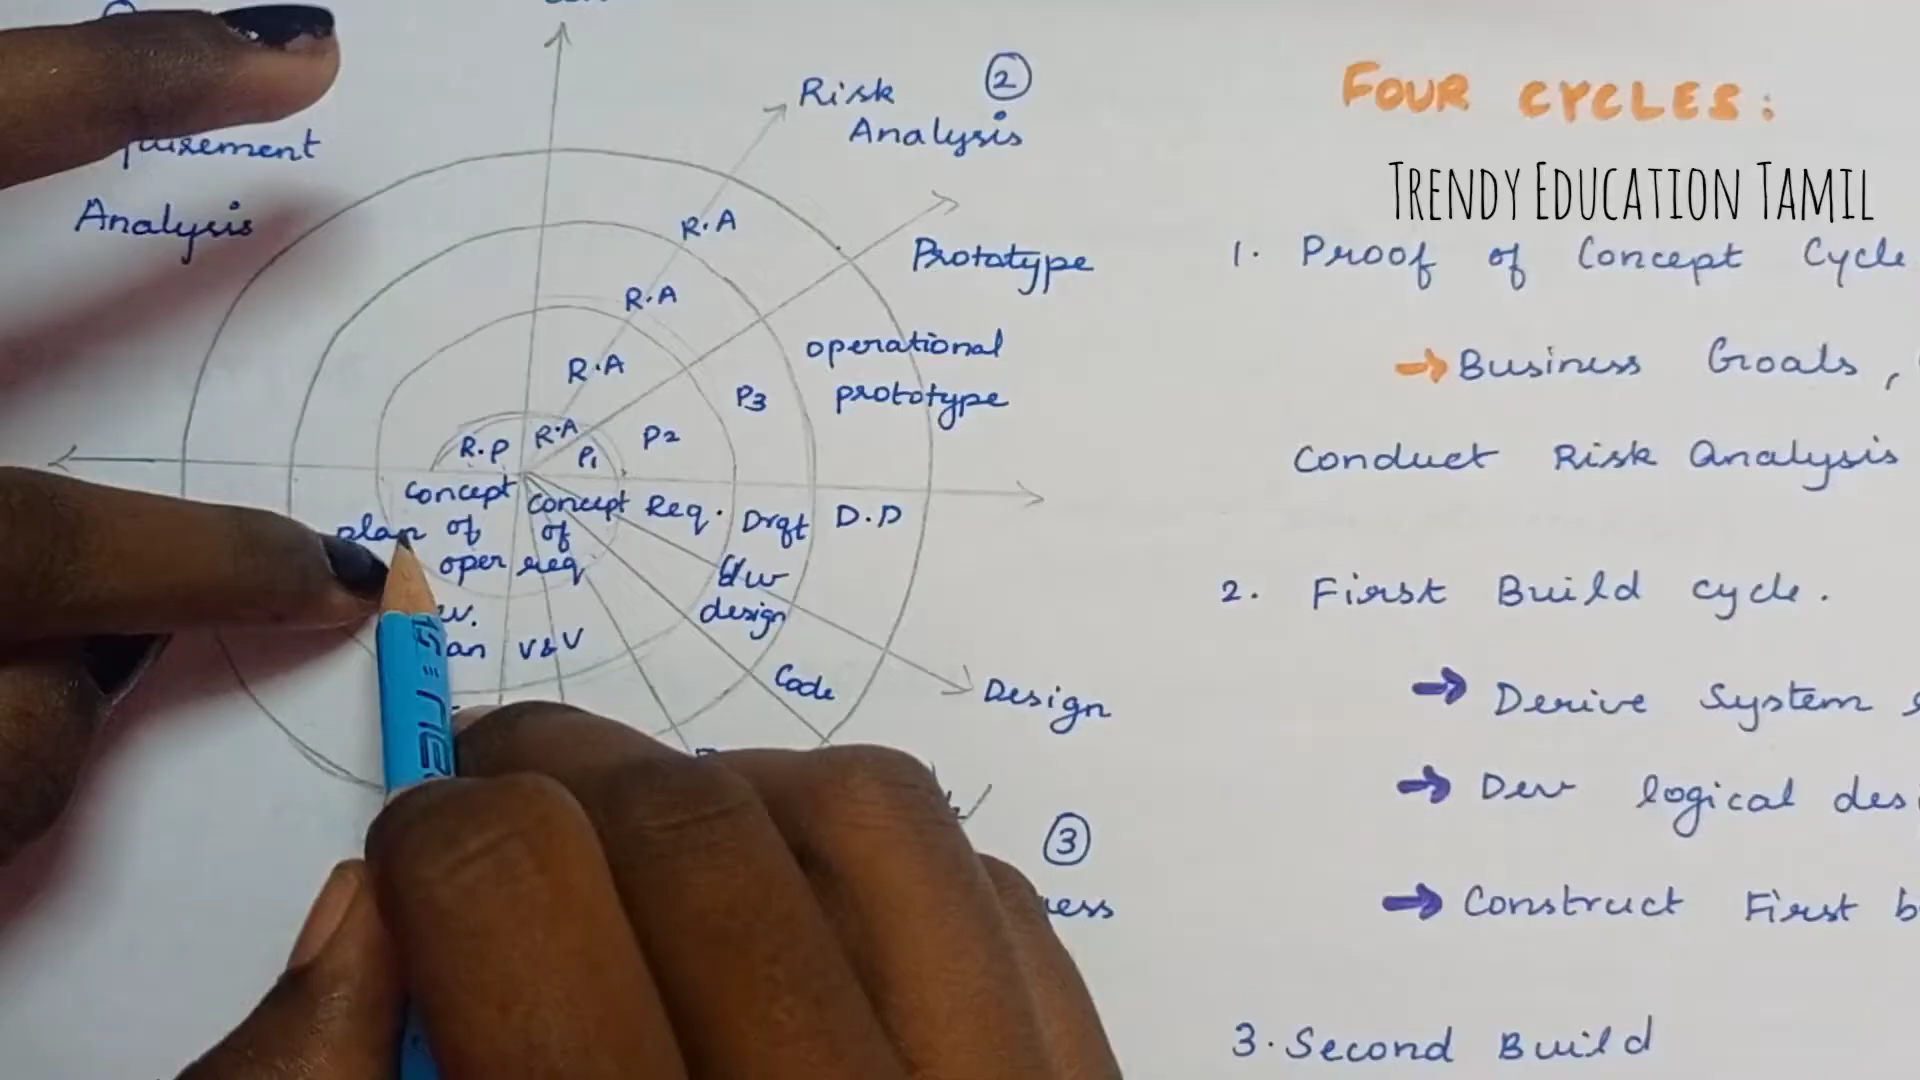 Analysis
Risk
Analysis
2
Prototype
R.A
R.A
R.A
R.A
R.P
P1
P2
P3
operational
prototype
Concept
of
oper
plan
Concept
of
req
Req.
Draft
D.D
design
V&V
Code
Design
3
FOUR CYCLES:
TRENDY EDUCATION TAMIL
1. Proof of Concept Cycle
→ Business Goals,
Conduct Risk Analysis
2. First Build cycle.
→ Derive System
→ Dev logical
→ Construct First
3. Second Build